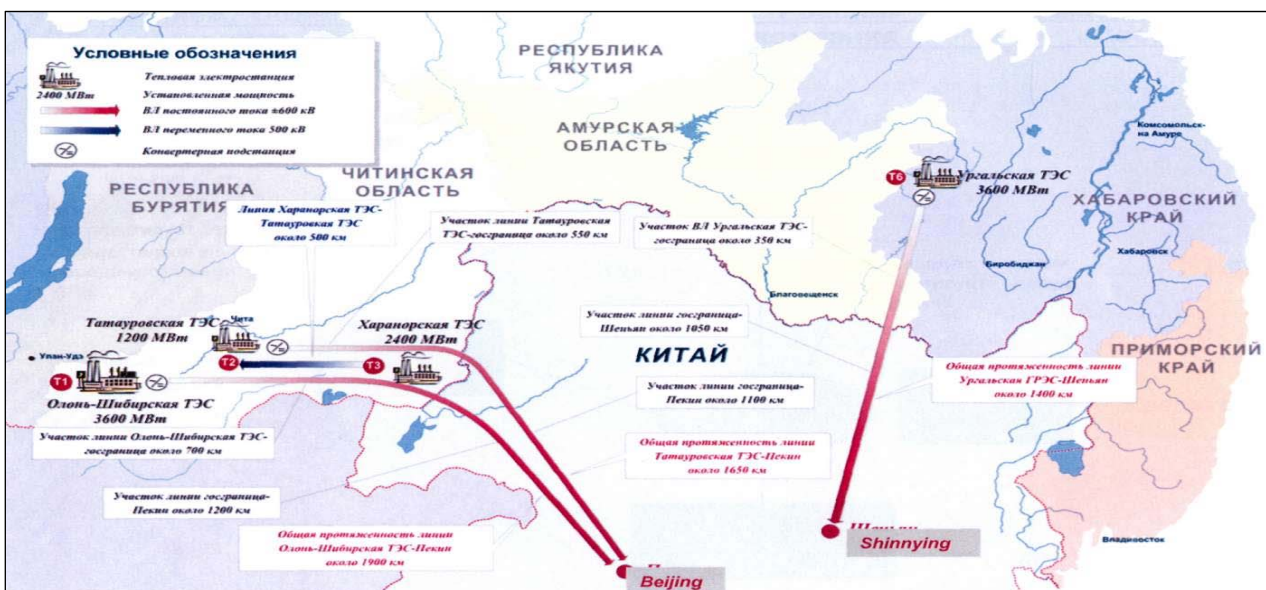 Условные обозначения
Тепловая электростанция
2400 МВт
Установленная мощность
ВЛ постоянного тока ±600 кВ
ВЛ переменного тока 500 кВ
Конвертерная подстанция
РЕСПУБЛИКА
ЯКУТИЯ
АМУРСКАЯ
ОБЛАСТЬ
ЧИТИНСКАЯ
ОБЛАСТЬ
РЕСПУБЛИКА
БУРЯТИЯ
Комсомольск-
на Амуре
Т6
Ургальская ТЭС
3600 МВт
ХАБАРОВСКИЙ
КРАЙ
Линия Харанорская ТЭС-
Татауровкая ТЭС
около 500 км
Участок линии Татауровская
ТЭС-госграница около 550 км
Участок ВЛ Ургальская ТЭС-
госграница около 350 км
Биробиджан
Хабаровск
Благовещенск
Участок линии госграница-
Шеньян около 1050 км
Татауровская ТЭС
1200 МВт
Чита
Харанорская ТЭС
2400 МВт
КИТАЙ
ПРИМОРСКИЙ
КРАЙ
Улан-Удэ
Т1
Т2
Т3
Олонь-Шибирская ТЭС
3600 МВт
Участок линии госграница-
Пекин около 1100 км
Общая протяженность линии
Ургальская ГРЭС-Шеньян
около 1400 км
Участок линии Олонь-Шибирская ТЭС-
госграница около 700 км
Общая протяженность линии
Татауровская ТЭС-Пекин
около 1650 км
Участок линии госграница-
Пекин около 1200 км
Общая протяженность линии
Олонь-Шибирская ТЭС-Пекин
около 1900 км
Shinnying
Владивосток
Beijing